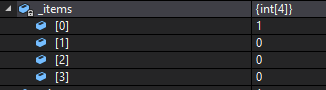 _items {int[4]}
[0] 1
[1] 0
[2] 0
[3] 0